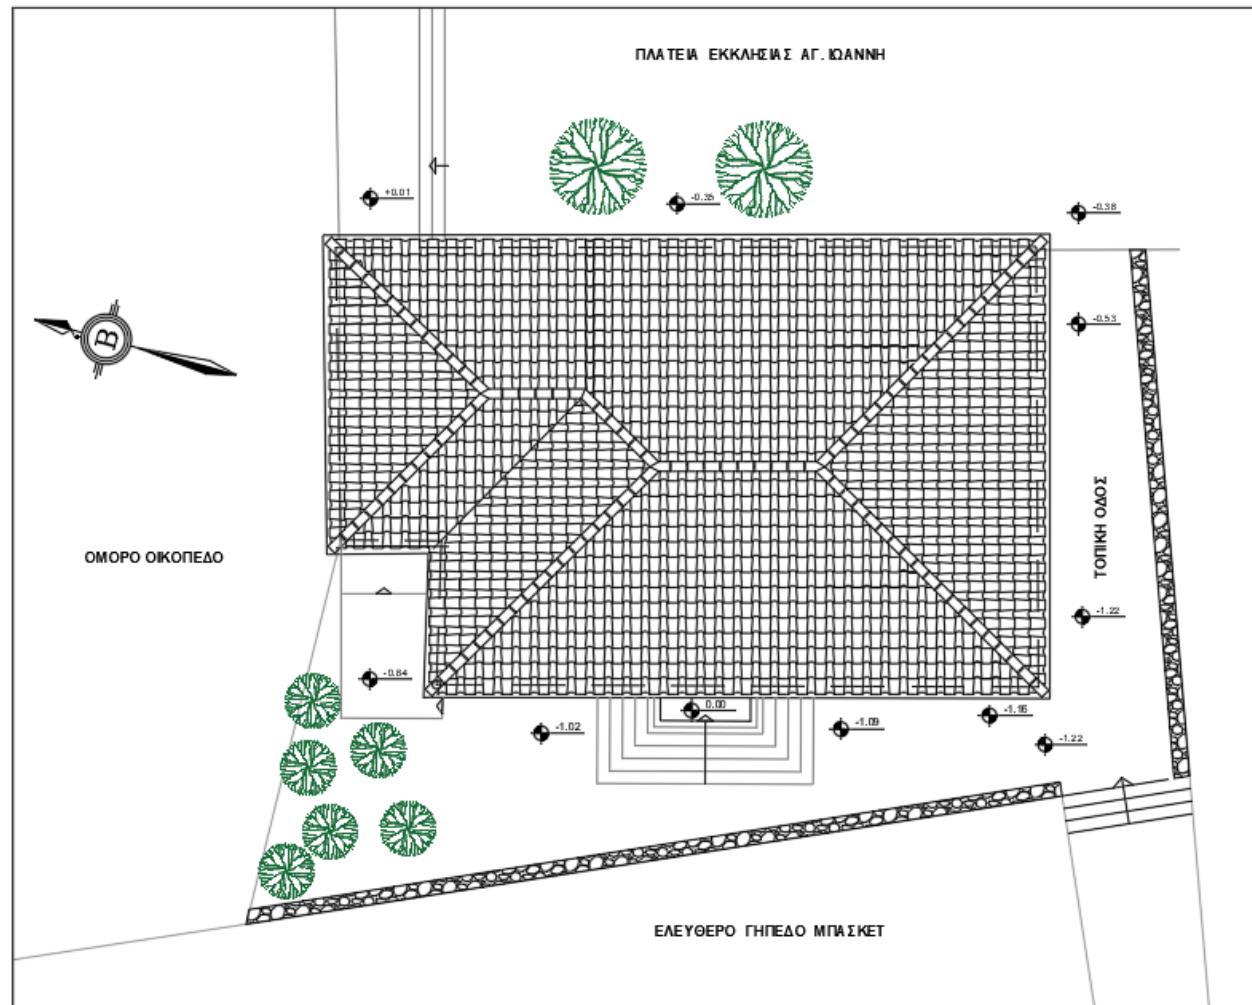 ΠΛΑΤΕΙΑ ΕΚΚΛΗΣΙΑΣ ΑΓ. ΙΩΑΝΝΗ
+0.01
-0.35
-0.38
-0.53
Β
ΤΟΠΙΚΗ ΟΔΟΣ
ΟΜΟΡΟ ΟΙΚΟΠΕΔΟ
-1.22
-0.84
0.00
-1.02
-1.09
-1.16
-1.22
ΕΛΕΥΘΕΡΟ ΓΗΠΕΔΟ ΜΠΑΣΚΕΤ